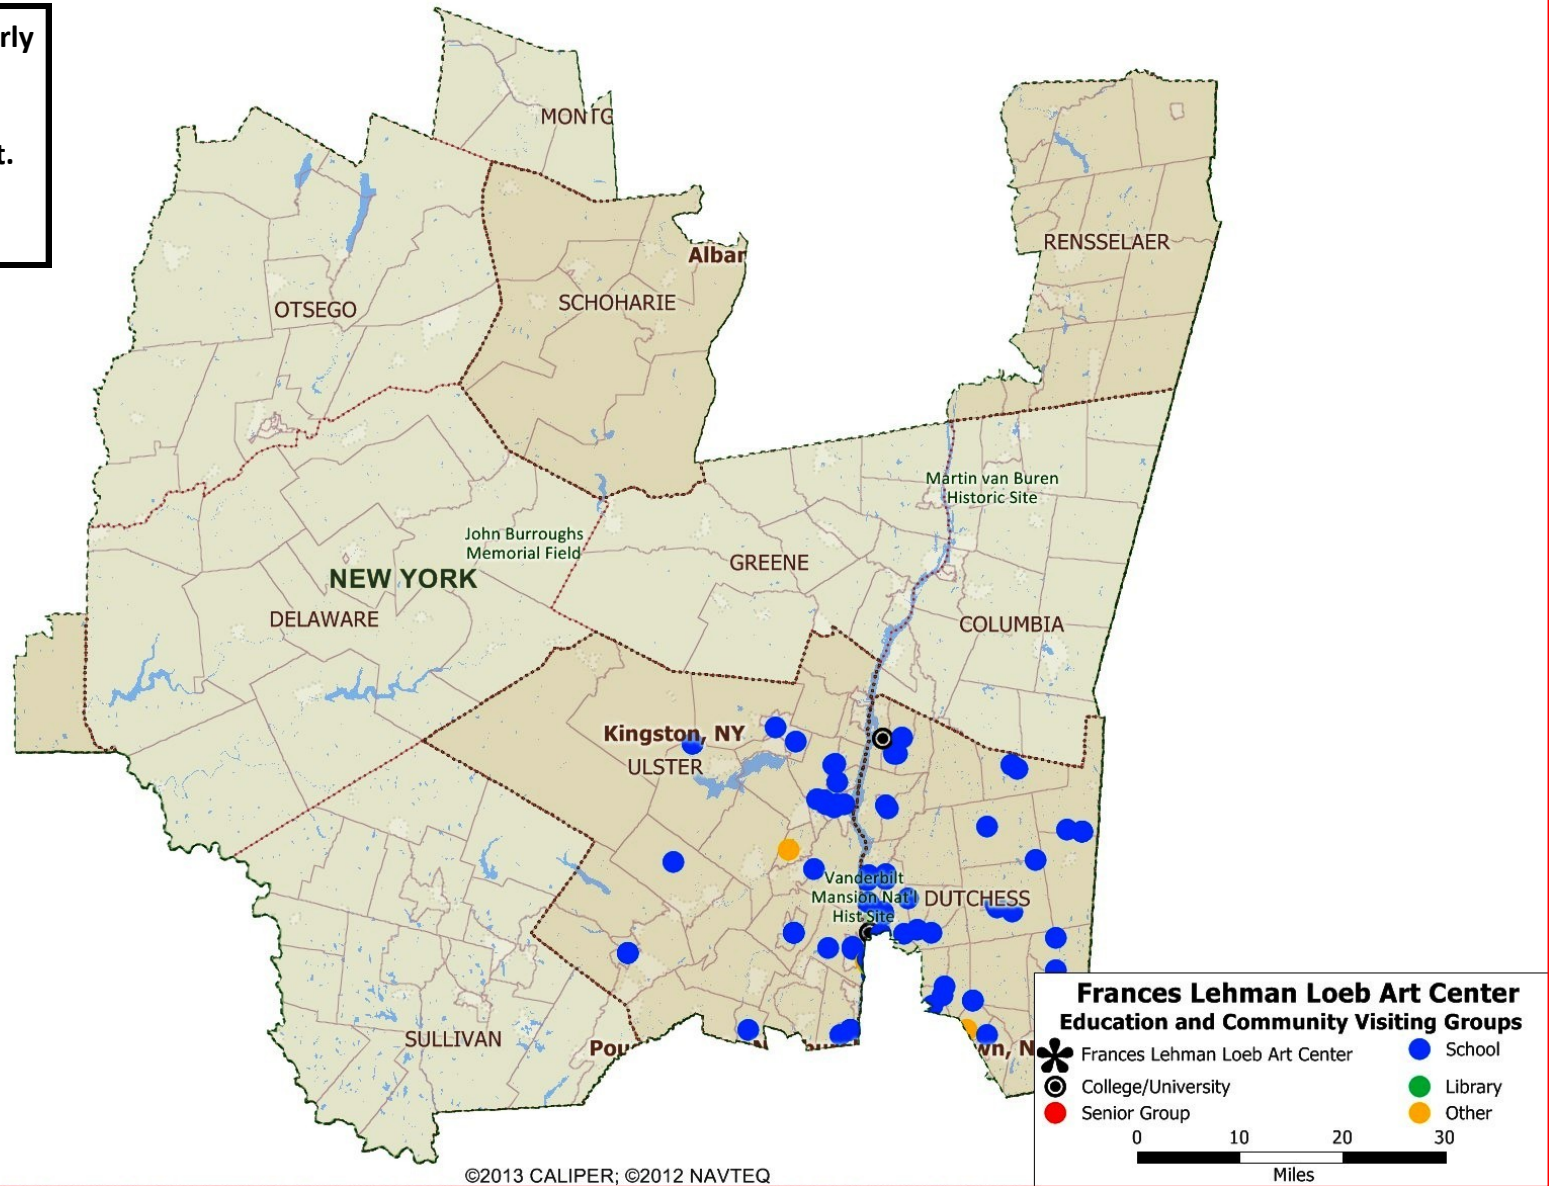 rly
t.
MONTG
RENSSELAER
Albar
SCHOHARIE
OTSEGO
Martin van Buren
Historic Site
John Burroughs
Memorial Field
GREENE
NEW YORK
DELAWARE
COLUMBIA
Kingston, NY
ULSTER
Vanderbilt
Mansion Nat'l
Hist Site
DUTCHESS
SULLIVAN
Pou
wn, N
Frances Lehman Loeb Art Center
Education and Community Visiting Groups
Frances Lehman Loeb Art Center
College/University
Senior Group
School
Library
Other
0 10 20 30
Miles
©2013 CALIPER; ©2012 NAVTEQ